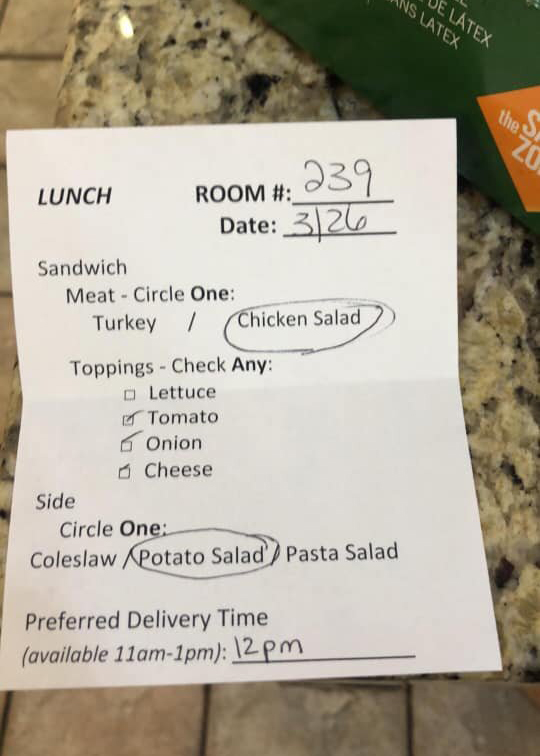 DE LÁTEX
ANS LATEX
the
LUNCH ROOM #: 239
Date: 3/26
Sandwich
Meat - Circle One:
Turkey / Chicken Salad
Toppings - Check Any:
Lettuce
Tomato
Onion
Cheese
Side
Circle One:
Coleslaw / Potato Salad / Pasta Salad
Preferred Delivery Time
(available 11am-1pm): 12pm